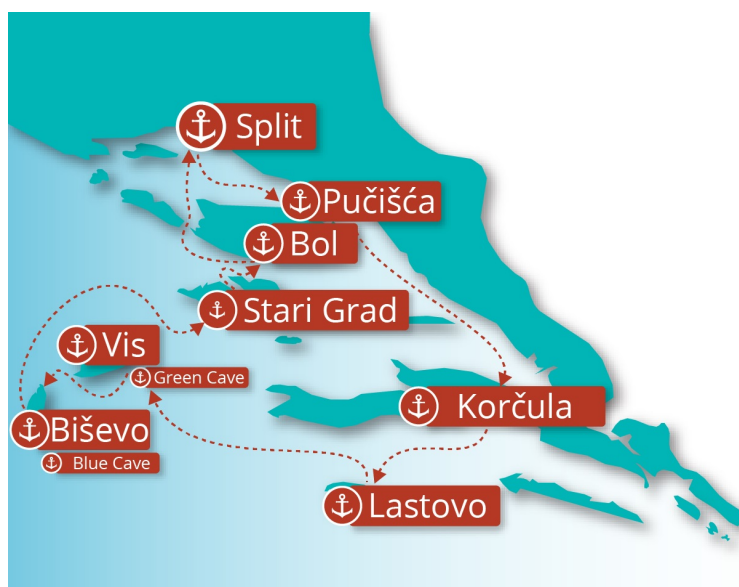 Split
Pučišća
Bol
Stari Grad
Vis
Green Cave
Korčula
Biševo
Blue Cave
Lastovo